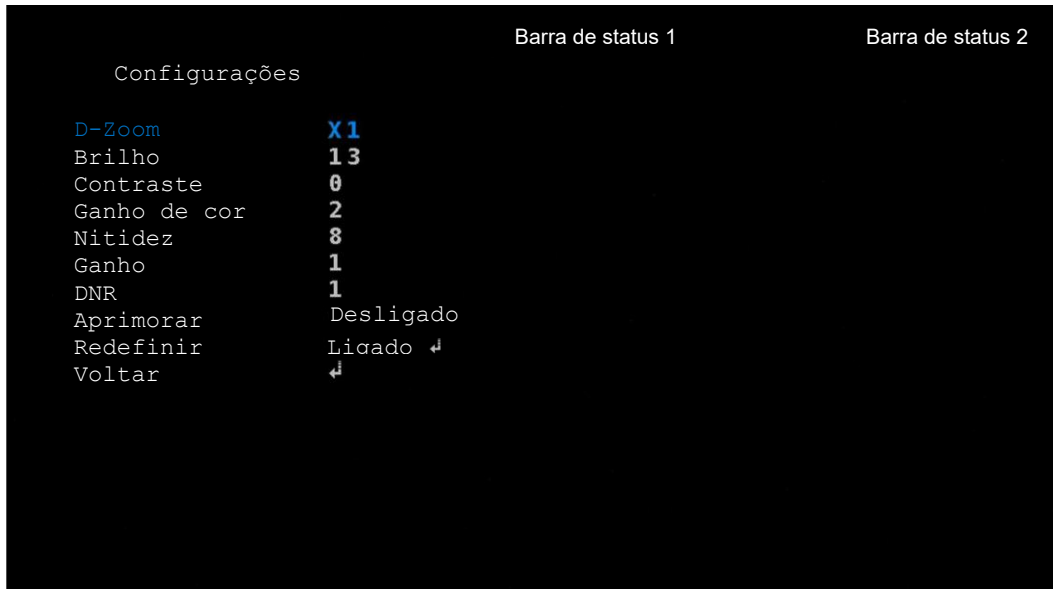 Barra de status 1 Barra de status 2
Configurações
D-Zoom X1
Brilho 13
Contraste 0
Ganho de cor 2
Nitidez 8
Ganho 1
DNR 1
Aprimorar Desligado
Redefinir Ligado ↲
Voltar ↲